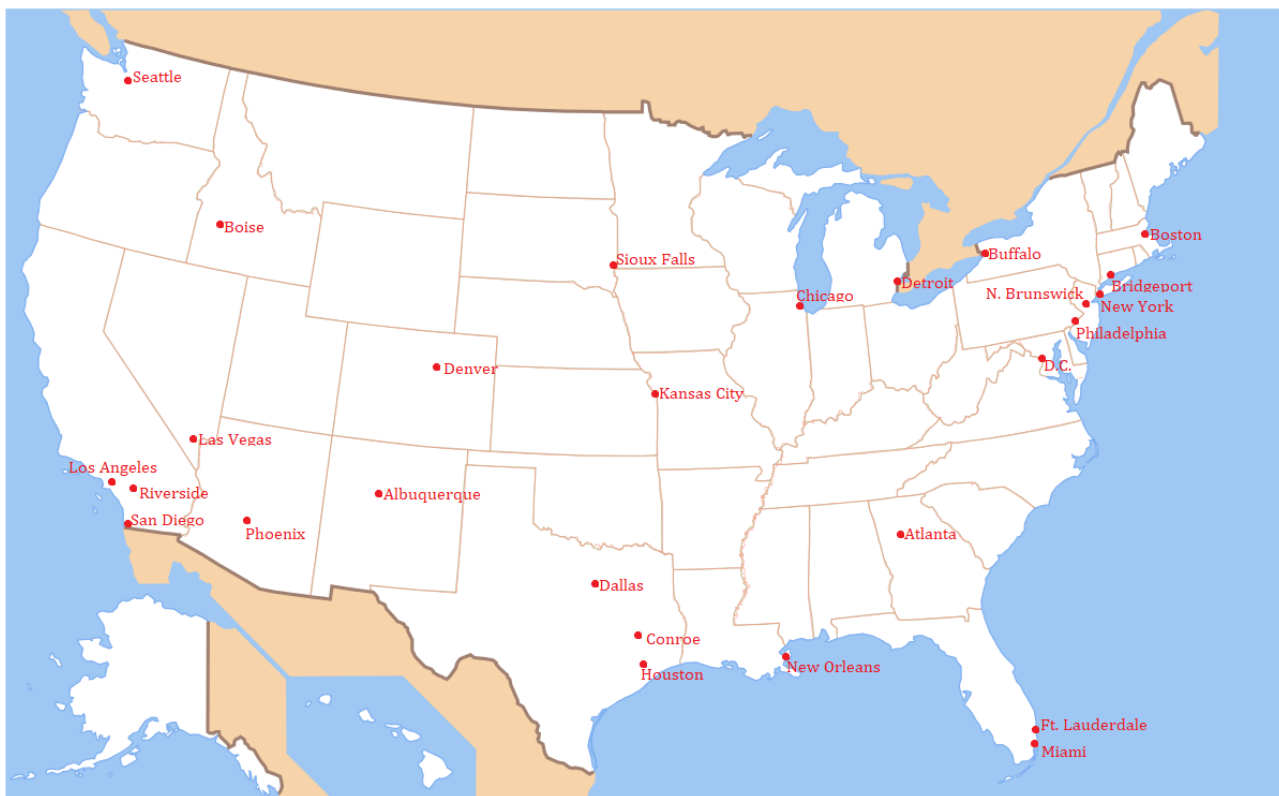 Seattle
Boise
Sioux Falls
Boston
Buffalo
Detroit
Bridgeport
N. Brunswick
Chicago
New York
Philadelphia
D.C.
Denver
Kansas City
Las Vegas
Los Angeles
Riverside
Albuquerque
San Diego
Phoenix
Atlanta
Dallas
Conroe
New Orleans
Houston
Ft. Lauderdale
Miami